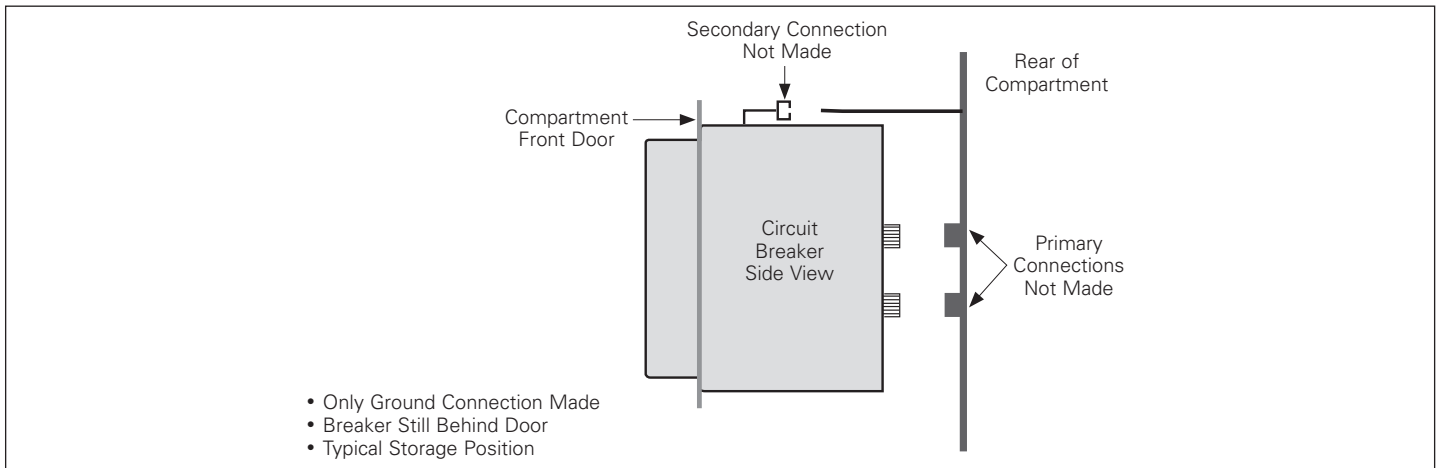 Secondary Connection
Not Made
Rear of
Compartment
Compartment
Front Door
Circuit
Breaker
Side View
Primary
Connections
Not Made
• Only Ground Connection Made
• Breaker Still Behind Door
• Typical Storage Position